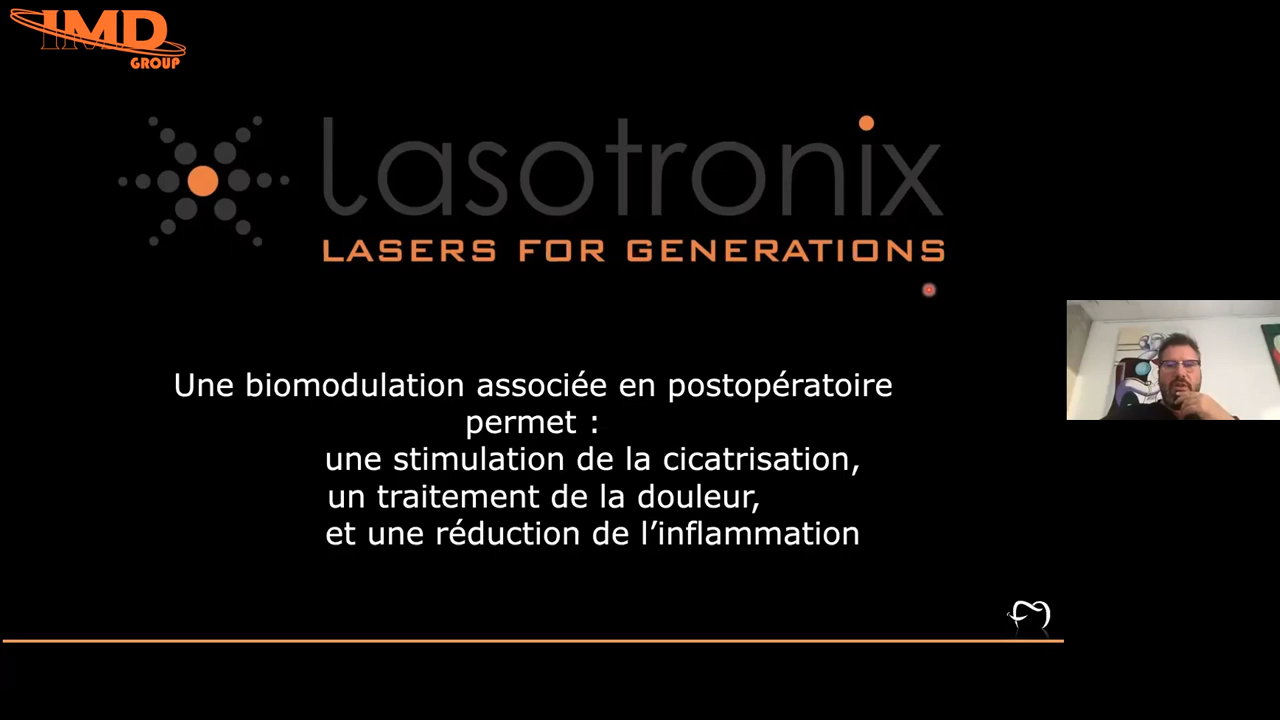 IMD
GROUP
lasotronix
LASERS FOR GENERATIONS
Une biomodulation associée en postopératoire
permet :
une stimulation de la cicatrisation,
un traitement de la douleur,
et une réduction de l’inflammation